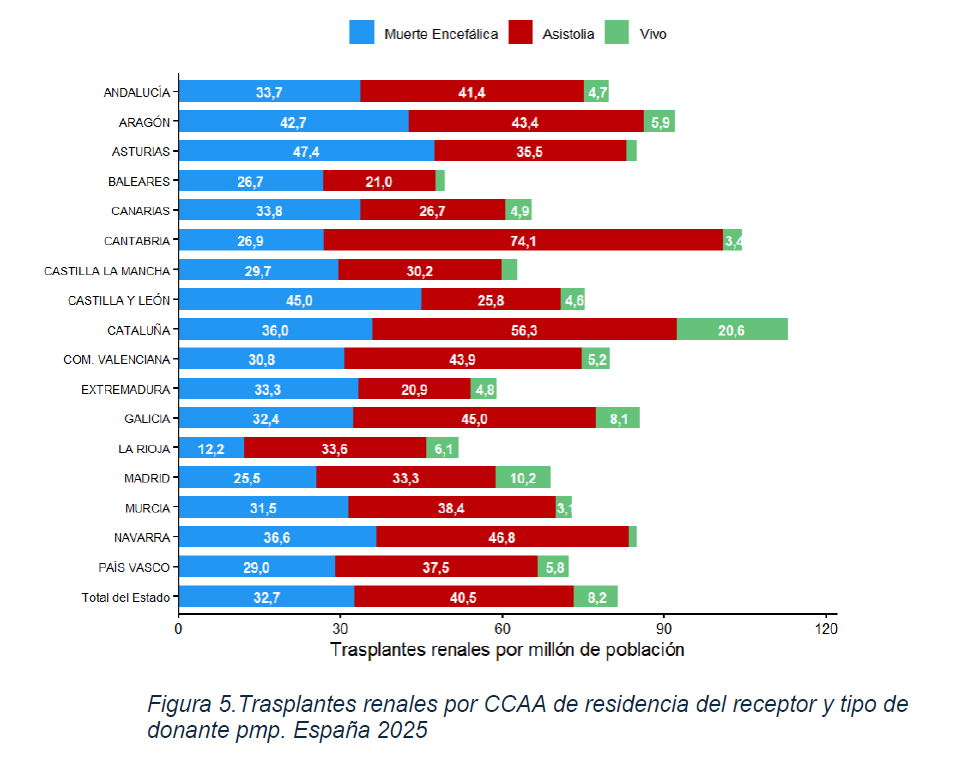 Muerte Encefálica Asistolia Vivo
ANDALUCÍA 33,7 41,4 4,7
ARAGÓN 42,7 43,4 5,9
ASTURIAS 47,4 35,5
BALEARES 26,7 21,0
CANARIAS 33,8 26,7 4,9
CANTABRIA 26,9 74,1 3,4
CASTILLA LA MANCHA 29,7 30,2
CASTILLA Y LEÓN 45,0 25,8 4,6
CATALUÑA 36,0 56,3 20,6
COM. VALENCIANA 30,8 43,9 5,2
EXTREMADURA 33,3 20,9 4,8
GALICIA 32,4 45,0 8,1
LA RIOJA 12,2 33,6 6,1
MADRID 25,5 33,3 10,2
MURCIA 31,5 38,4 3,1
NAVARRA 36,6 46,8
PAÍS VASCO 29,0 37,5 5,8
Total del Estado 32,7 40,5 8,2
0 30 60 90 120
Trasplantes renales por millón de población
Figura 5.Trasplantes renales por CCAA de residencia del receptor y tipo de
donante pmp. España 2025